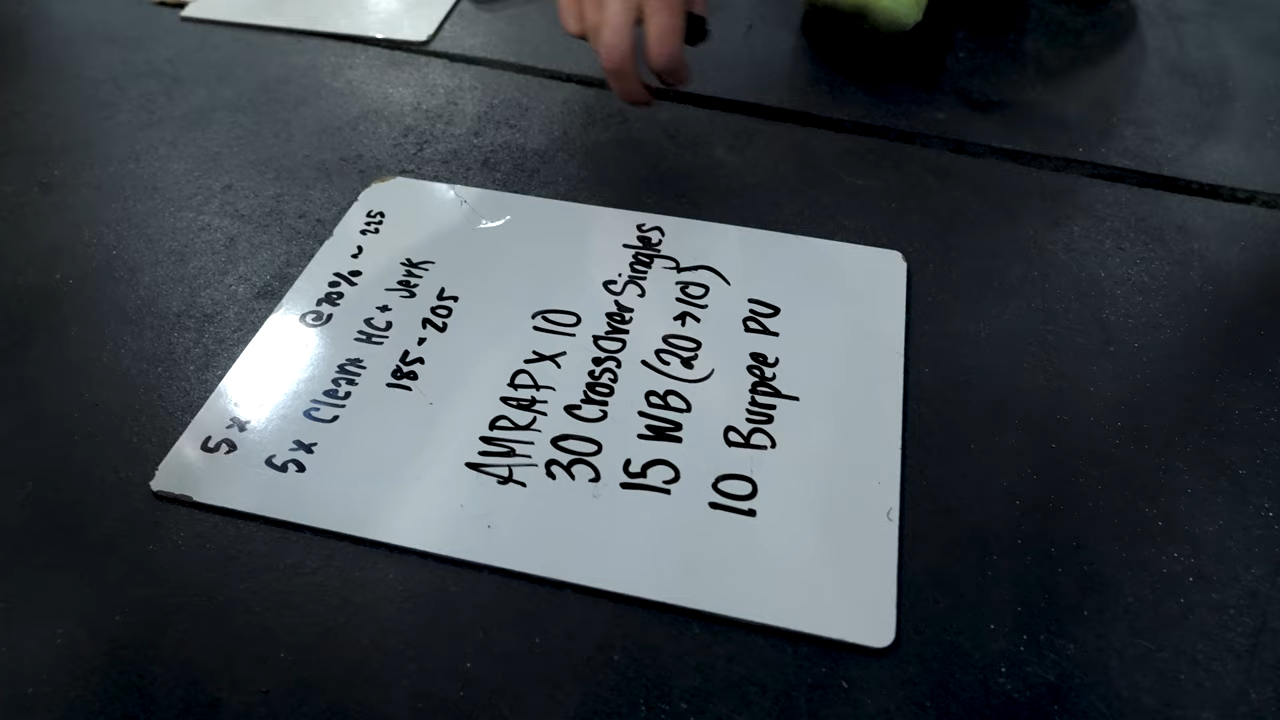 5 x @70% ~ 225
5x Clean HC + Jerk
185-205
AMRAP x 10
30 Crossover Singles
15 WB (20→10)
10 Burpee PU